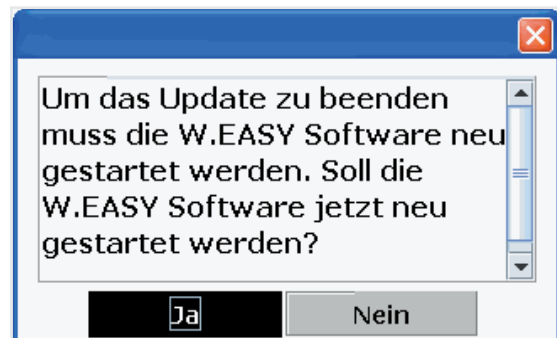 Um das Update zu beenden
muss die W.EASY Software neu
gestartet werden. Soll die
W.EASY Software jetzt neu
gestartet werden?
Ja
Nein